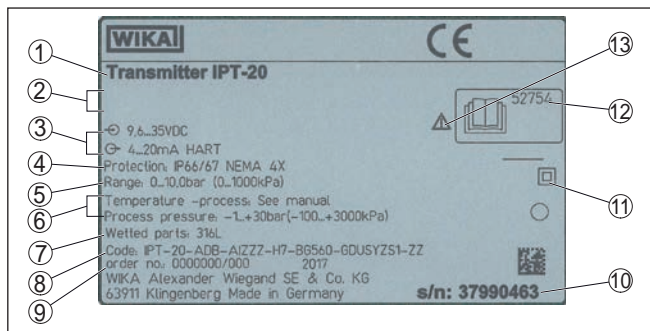 WIKA CE
① Transmitter IPT-20
②
③
9,6...35VDC
4...20mA HART
④ Protection: IP66/67 NEMA 4X
⑤ Range: 0...10,0bar (0...1000kPa)
⑥ Temperature -process: See manual
Process pressure: -1...+30bar(-100...+3000kPa)
⑦ Wetted parts: 316L
⑧ Code: IPT-20-ADB-AIZZZ-H7-BG560-GDUSYZS1-ZZ
⑨ order no.: 0000000/000 2017
WIKA Alexander Wiegand SE & Co. KG
63911 Klingenberg Made in Germany
s/n: 37990463 ⑩
⑪
52754 ⑫
⑬